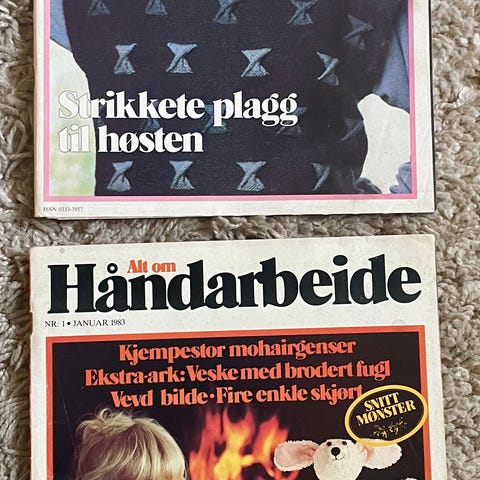 Strikkete plagg
til høsten
ISSN 0333-3957
Alt om
Håndarbeide
NR. 1 • JANUAR 1983
Kjempestor mohairgenser
Ekstra-ark: Veske med brodert fugl
Vevd bilde • Fire enkle skjørt
SNITT
MØNSTER